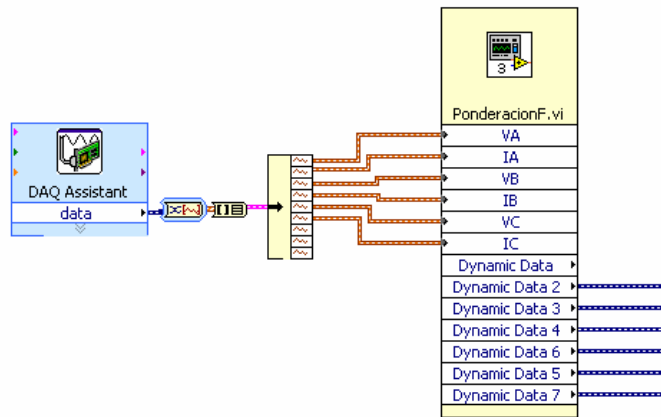 3
PonderacionF.vi
VA
IA
DAQ Assistant
VB
data
IB
VC
IC
Dynamic Data
Dynamic Data 2
Dynamic Data 3
Dynamic Data 4
Dynamic Data 6
Dynamic Data 5
Dynamic Data 7